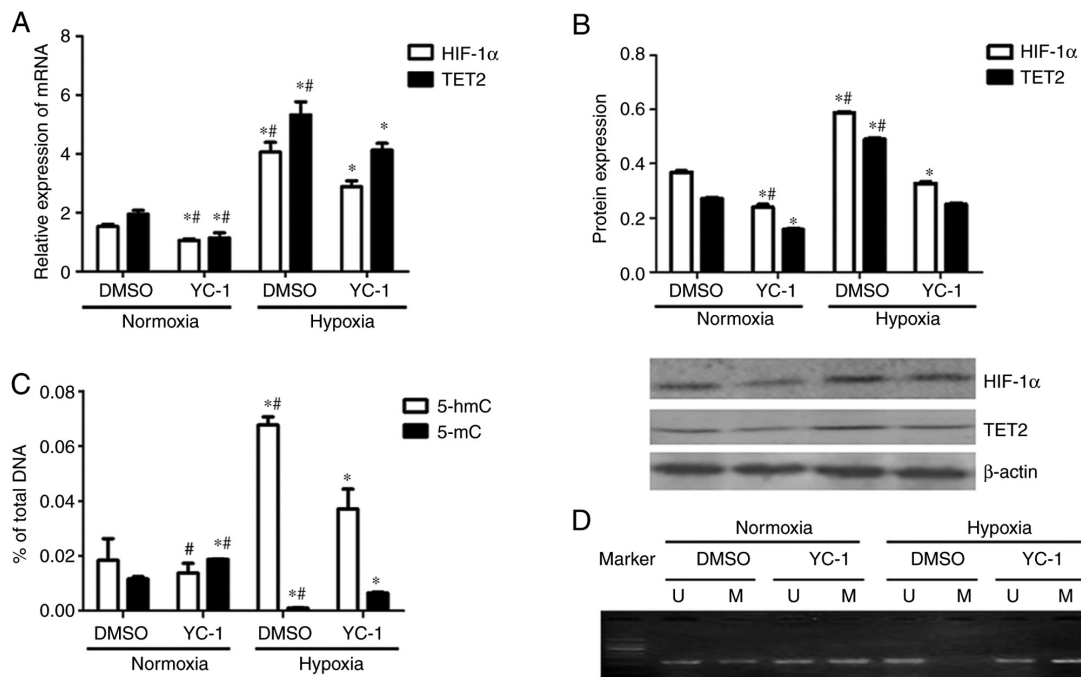 A
Relative expression of mRNA
8
6
4
2
0
HIF-1α
TET2
*# *# *# *# * *
DMSO YC-1 DMSO YC-1
Normoxia Hypoxia
B
Protein expression
0.8
0.6
0.4
0.2
0.0
HIF-1α
TET2
*# * *# *# *
DMSO YC-1 DMSO YC-1
Normoxia Hypoxia
HIF-1α
TET2
β-actin
C
% of total DNA
0.08
0.06
0.04
0.02
0.00
5-hmC
5-mC
# *# *# *# * *
DMSO YC-1 DMSO YC-1
Normoxia Hypoxia
D
Normoxia Hypoxia
Marker DMSO YC-1 DMSO YC-1
U M U M U M U M